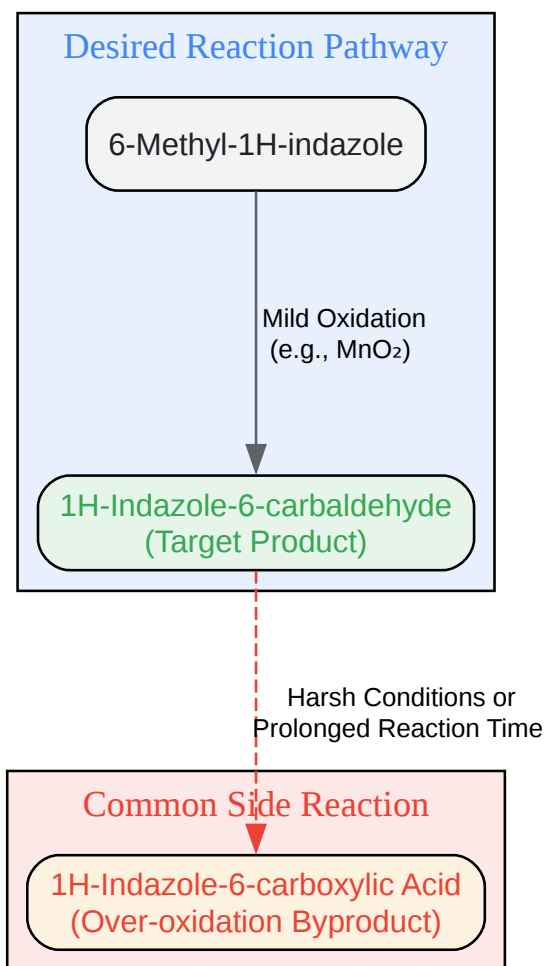 Desired Reaction Pathway
6-Methyl-1H-indazole
Mild Oxidation
(e.g., MnO₂)
1H-Indazole-6-carbaldehyde
(Target Product)
Harsh Conditions or
Prolonged Reaction Time
Common Side Reaction
1H-Indazole-6-carboxylic Acid
(Over-oxidation Byproduct)